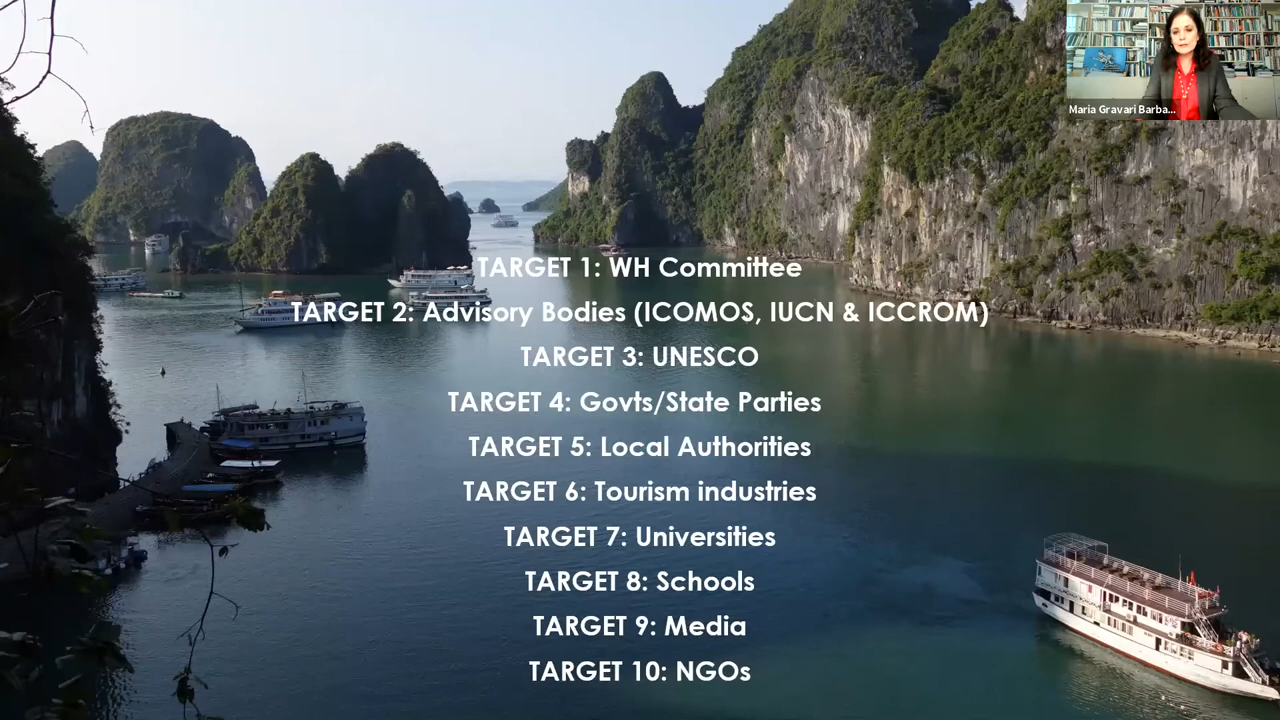 Maria Gravari Barba...
TARGET 1: WH Committee
TARGET 2: Advisory Bodies (ICOMOS, IUCN & ICCROM)
TARGET 3: UNESCO
TARGET 4: Govts/State Parties
TARGET 5: Local Authorities
TARGET 6: Tourism industries
TARGET 7: Universities
TARGET 8: Schools
TARGET 9: Media
TARGET 10: NGOs